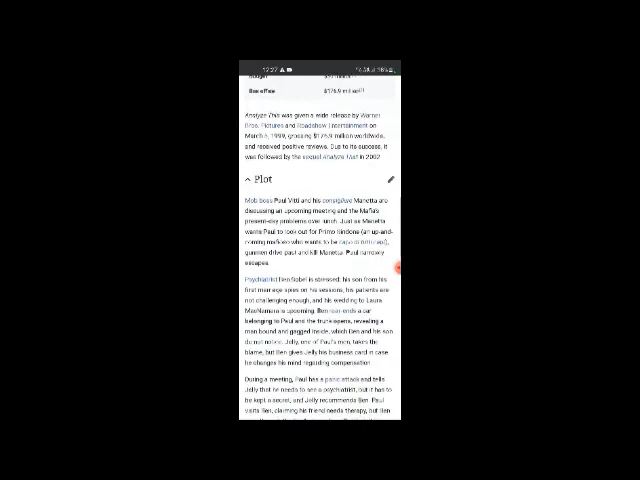 12:27
Budget
Box office $176.9 million[1]
Analyze This was given a wide release by Warner
Bros. Pictures and Roadshow Entertainment on
March 5, 1999, grossing $176.9 million worldwide,
and received positive reviews. Due to its success, it
was followed by the sequel Analyze That in 2002.
Plot
Mob boss Paul Vitti and his consigliere Manetta are
discussing an upcoming meeting and the Mafia's
present-day problems over lunch. Just as Manetta
wants Paul to look out for Primo Sindone (an up-and-
coming mafioso who wants to be
gunmen drive past and kill Manetta. Paul narrowly
escapes.
Psychiatrist Ben Sobel is stressed: his son from his
first marriage spies on his sessions, his patients are
not challenging enough, and his wedding to Laura
MacNamara is upcoming. Ben rear-ends a car
belonging to Paul and the trunk opens, revealing a
man bound and gagged inside, which Ben and his son
do not notice. Jelly, one of Paul's men, takes the
blame, but Ben gives Jelly his business card in case
he changes his mind regarding compensation.
During a meeting, Paul has a panic attack and tells
Jelly that he needs to see a psychiatrist, but it has to
be kept a secret, and Jelly recommends Ben. Paul
visits Ben, claiming his friend needs therapy, but Ben